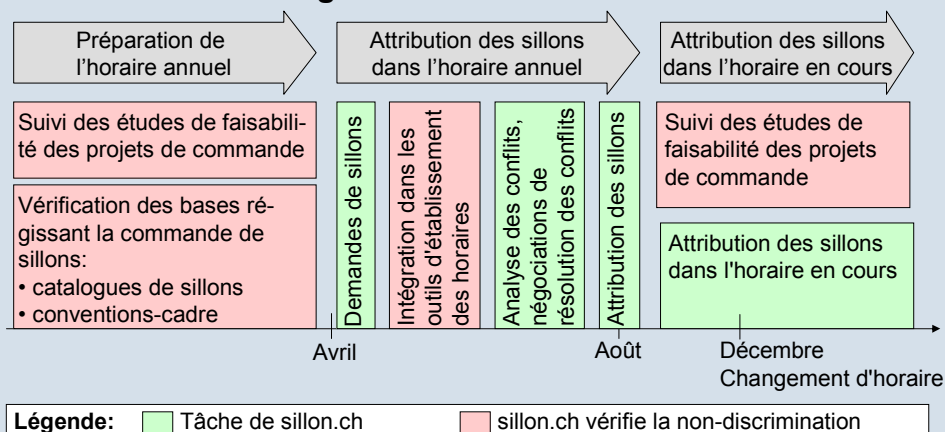 Préparation de
l’horaire annuel
Attribution des sillons
dans l’horaire annuel
Attribution des sillons
dans l’horaire en cours
Suivi des études de faisabili-
té des projets de commande
Vérification des bases ré-
gissant la commande de
sillons:
• catalogues de sillons
• conventions-cadre
Demandes de sillons
Intégration dans les
outils d'établissement
des horaires
Analyse des conflits,
négociations de
résolution des conflits
Attribution des sillons
Suivi des études de
faisabilité des projets
de commande
Attribution des sillons
dans l'horaire en cours
Avril
Août
Décembre
Changement d'horaire
Légende:
Tâche de sillon.ch
sillon.ch vérifie la non-discrimination